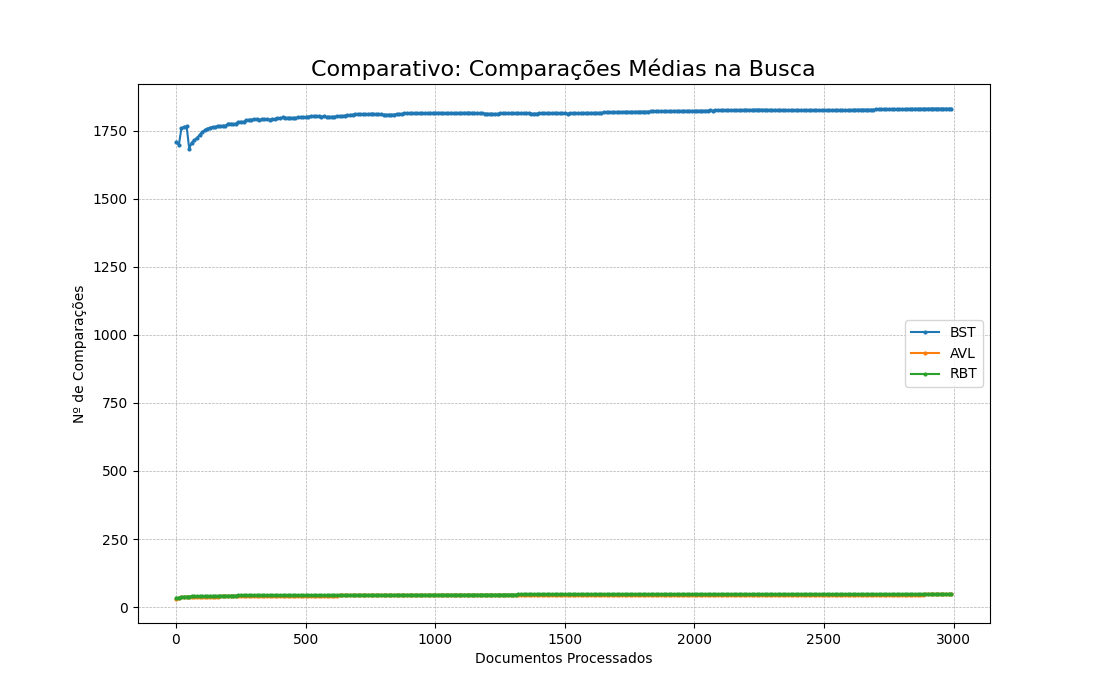 Comparativo: Comparações Médias na Busca
Nº de Comparações
1750
1500
1250
1000
750
500
250
0
BST
AVL
RBT
0 500 1000 1500 2000 2500 3000
Documentos Processados